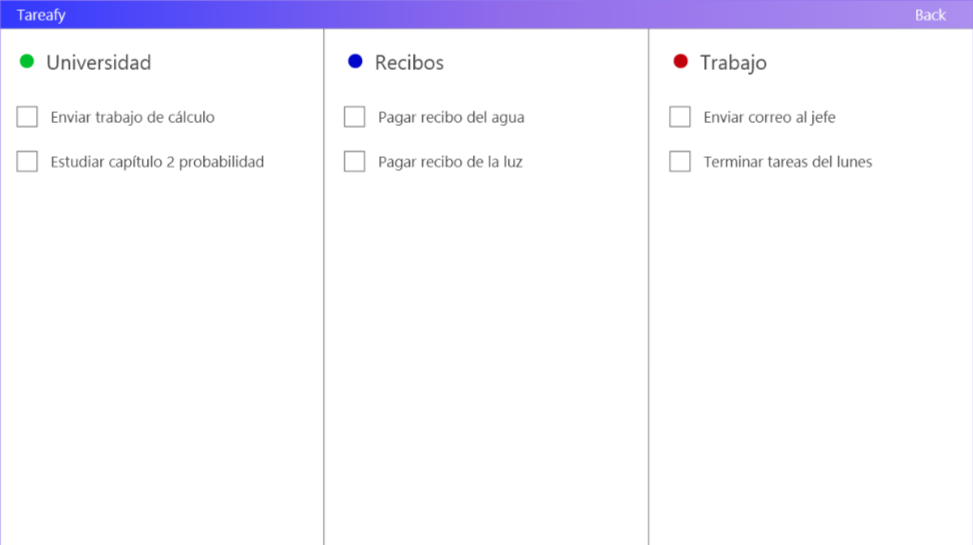 Tareafy
Back
Universidad
Enviar trabajo de cálculo
Estudiar capítulo 2 probabilidad
Recibos
Pagar recibo del agua
Pagar recibo de la luz
Trabajo
Enviar correo al jefe
Terminar tareas del lunes